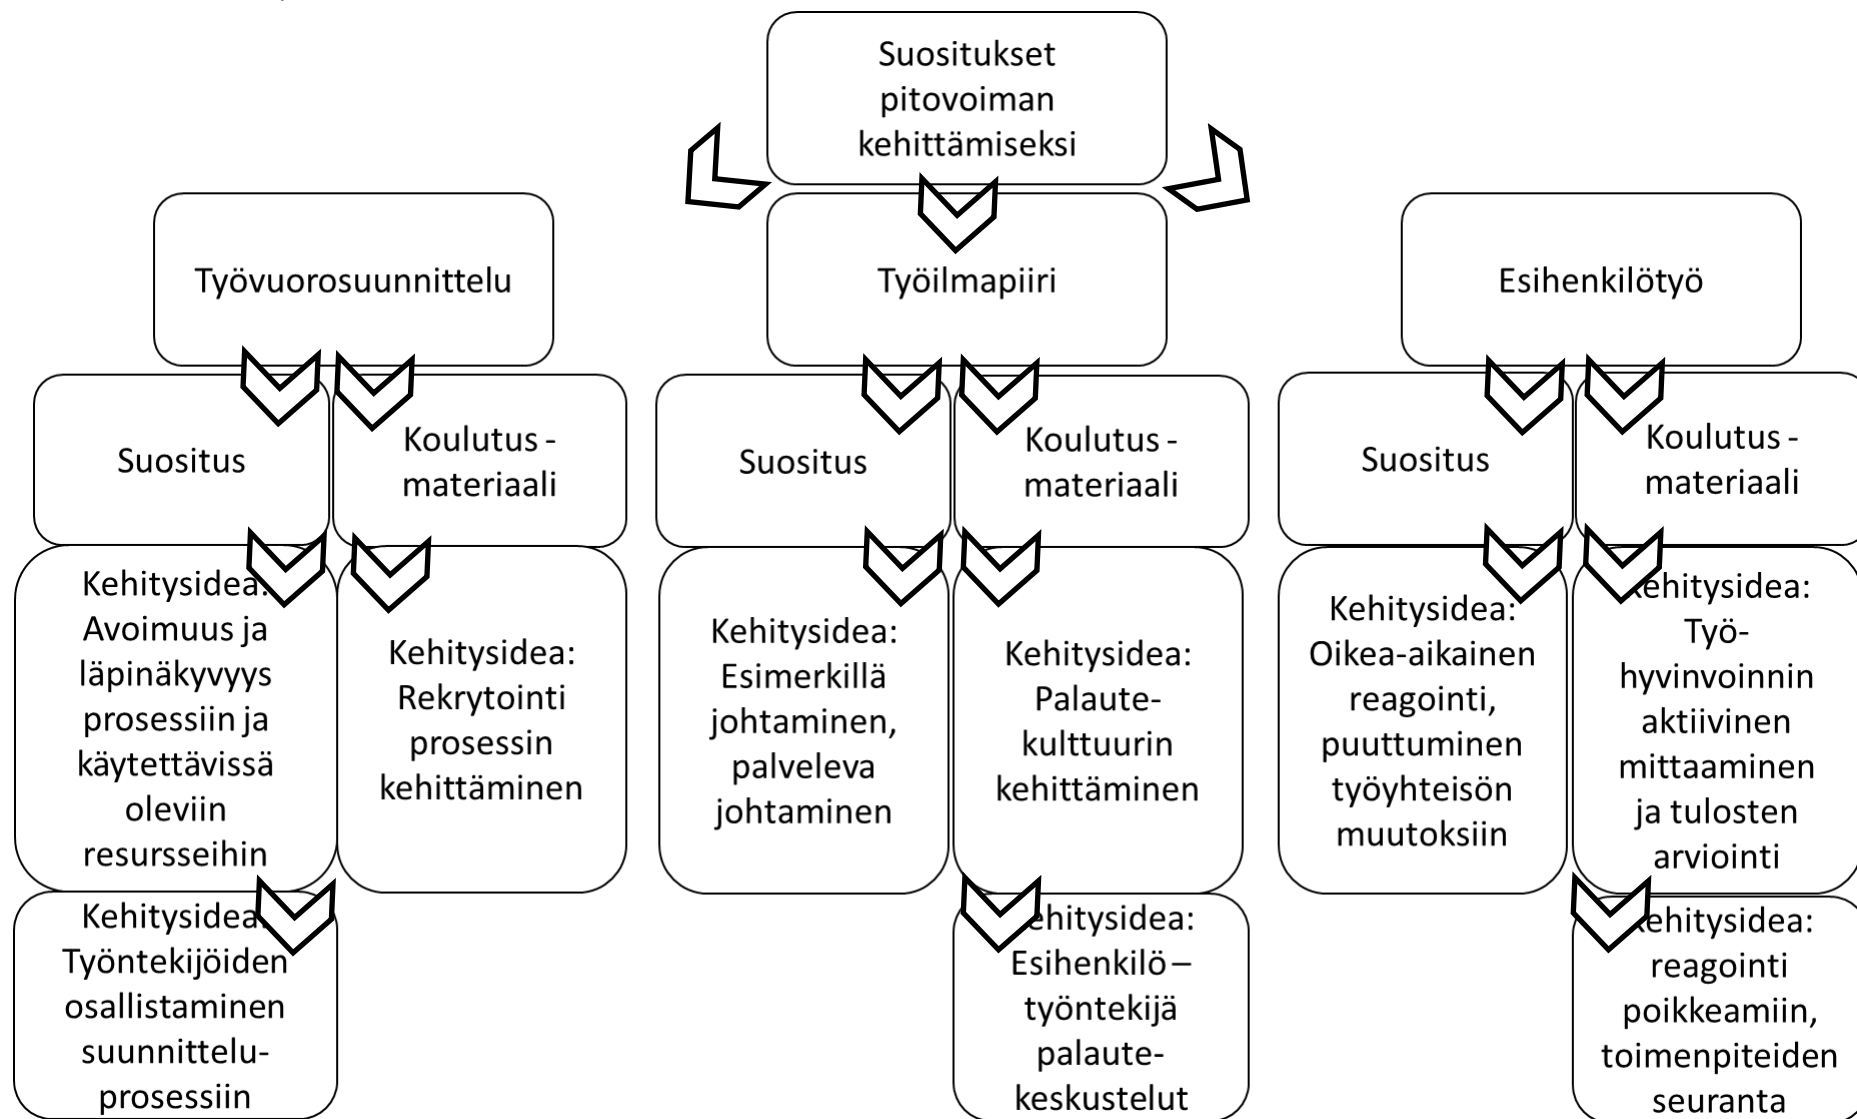 Suositukset
pitovoiman
kehittämiseksi
Työvuorosuunnittelu
Työilmapiiri
Esihenkilötyö
Suositus
Koulutus -
materiaali
Suositus
Koulutus -
materiaali
Suositus
Koulutus -
materiaali
Kehitysidea:
Avoimuus ja
läpinäkyvyys
prosessiin ja
käytettävissä
oleviin
resursseihin
Kehitysidea:
Rekrytointi
prosessin
kehittäminen
Kehitysidea:
Esimerkillä
johtaminen,
palveleva
johtaminen
Kehitysidea:
Palaute-
kulttuurin
kehittäminen
Kehitysidea:
Oikea-aikainen
reagointi,
puuttuminen
työyhteisön
muutoksiin
Kehitysidea:
Työ-
hyvinvoinnin
aktiivinen
mittaaminen
ja tulosten
arviointi
Kehitysidea:
Työntekijöiden
osallistaminen
suunnittelu-
prosessiin
Kehitysidea:
Esihenkilö –
työntekijä
palaute-
keskustelut
Kehitysidea:
reagointi
poikkeamiin,
toimenpiteiden
seuranta